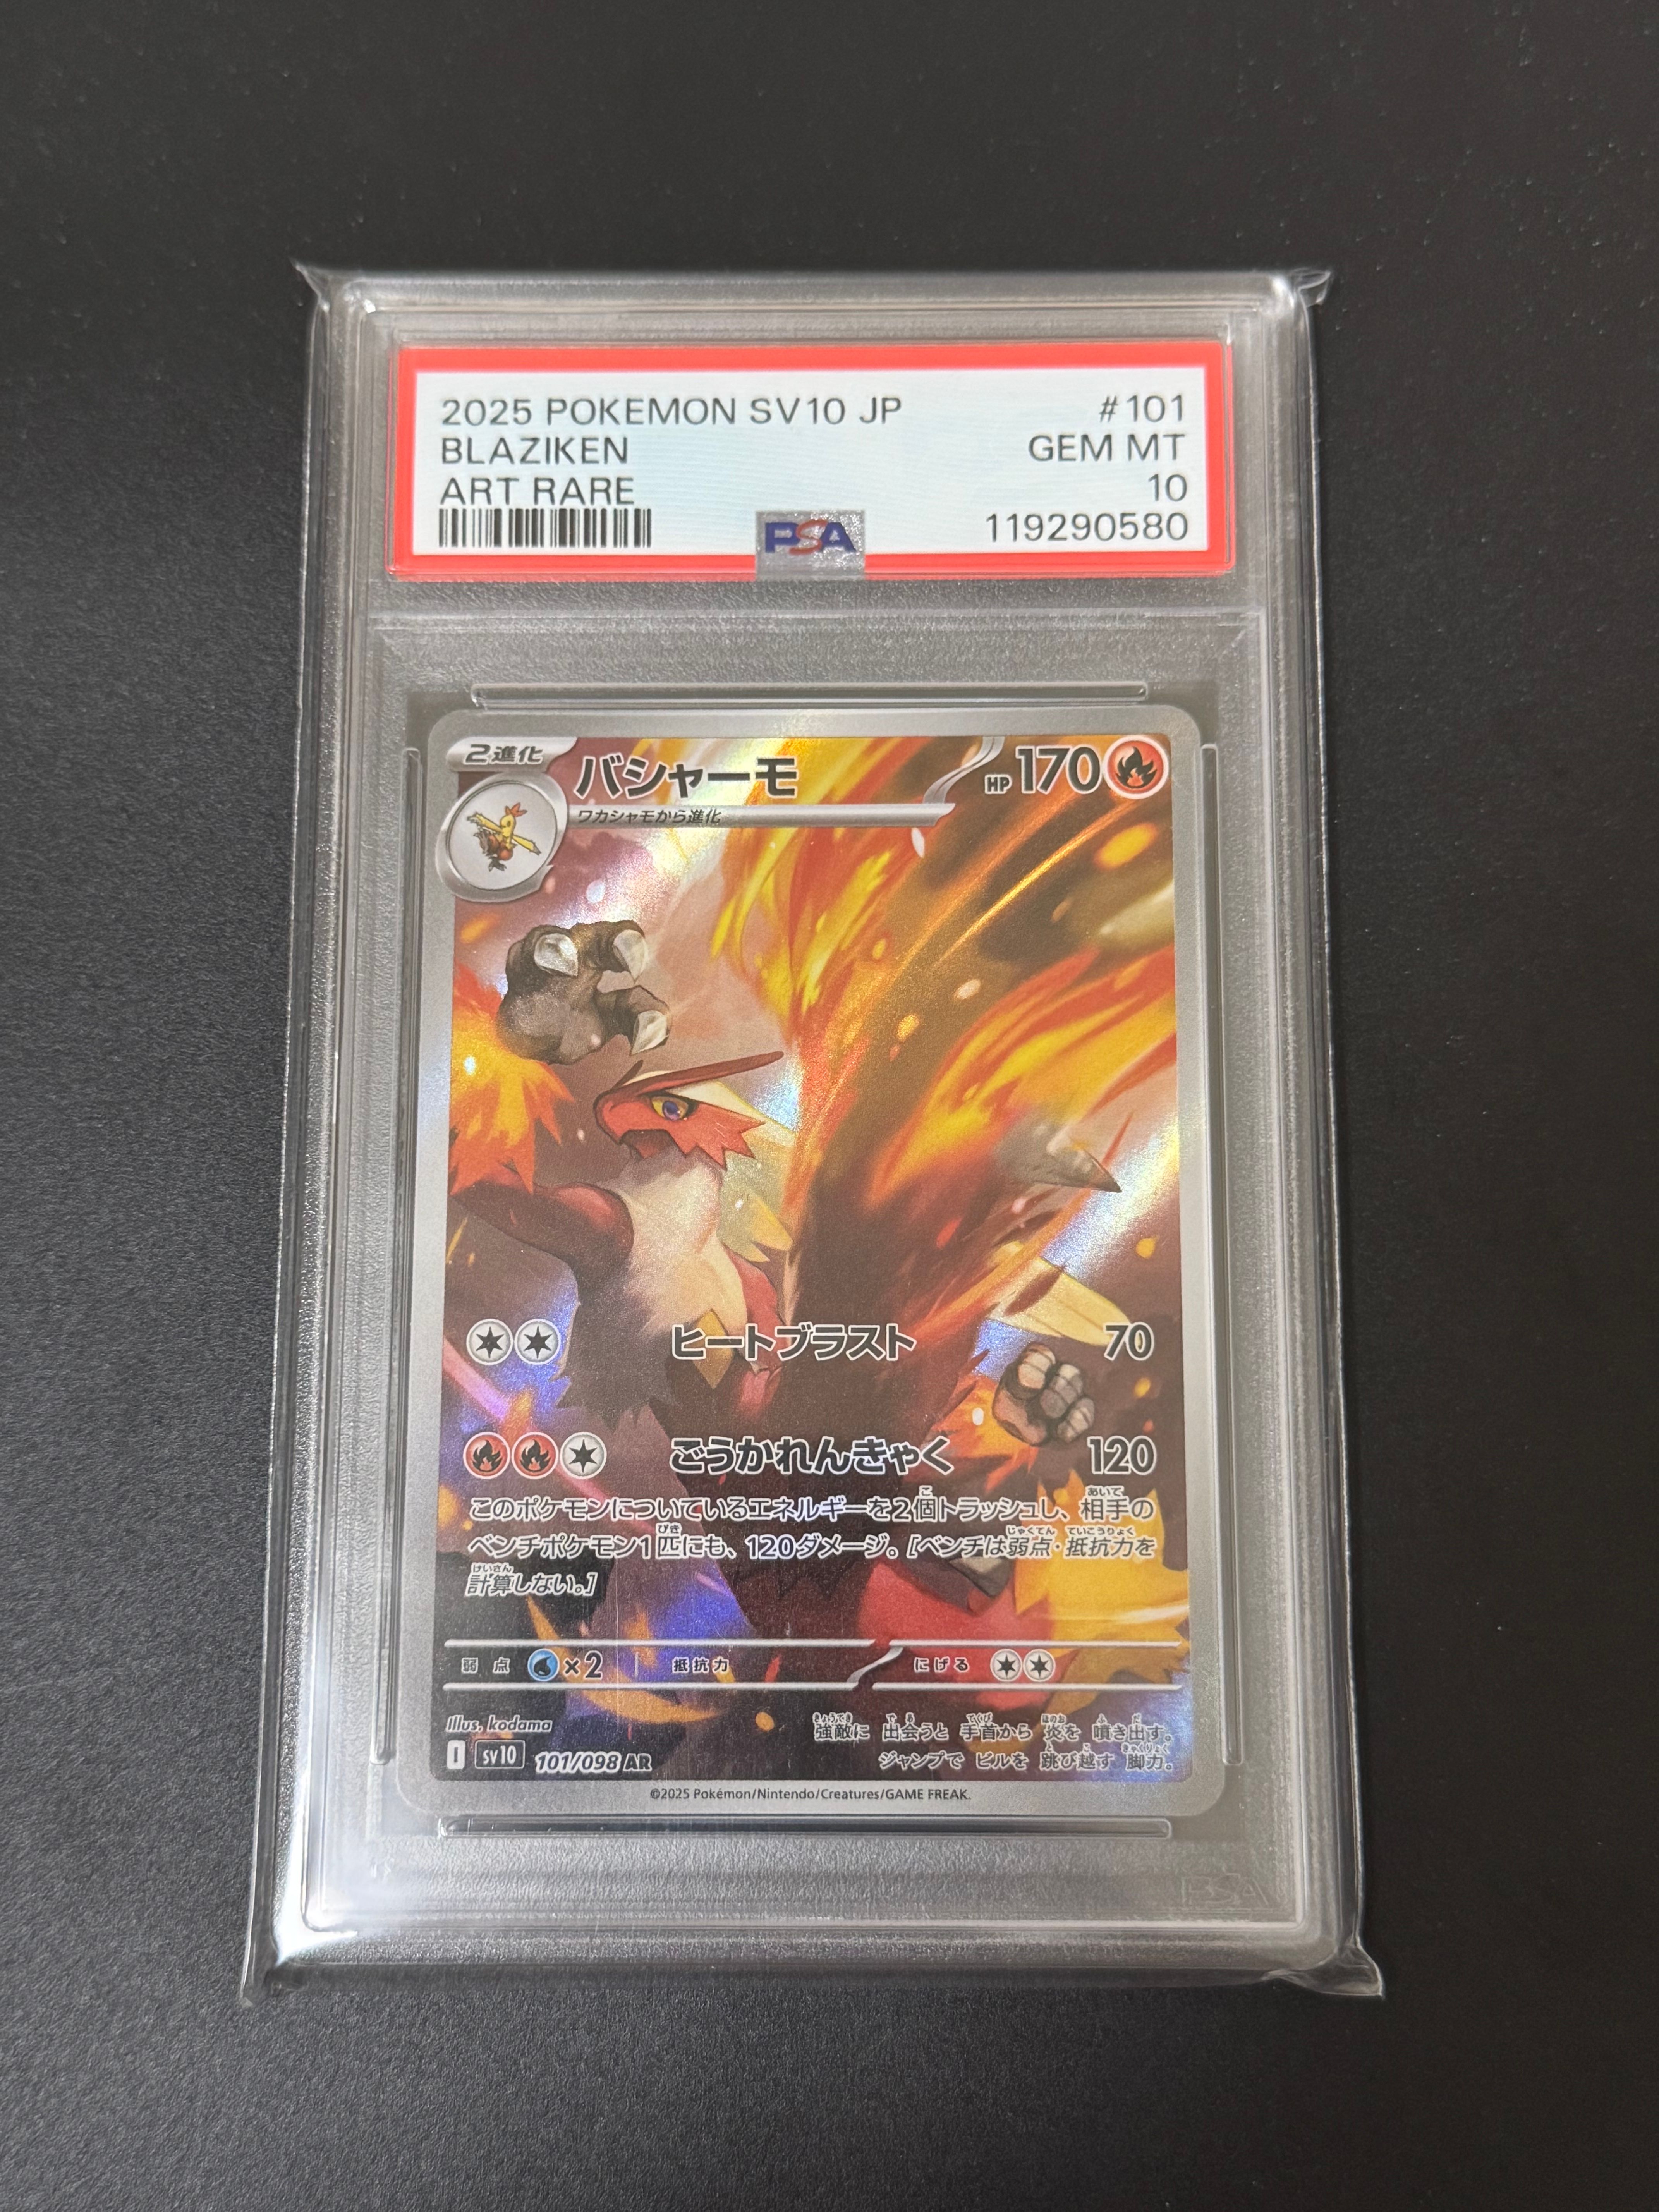 2025 POKEMON SV10 JP #101
BLAZIKEN GEM MT
ART RARE 10
PSA 119290580
2進化 バシャーモ HP 170
ワカシャモから進化
ヒートブラスト 70
ごうかれんきゃく 120
このポケモンについているエネルギーを2個トラッシュし、相手の
ベンチポケモン1匹にも、120ダメージ。[ベンチは弱点・抵抗力を
計算しない。]
弱点 ×2 抵抗力 にげる
Illus. kodama
強敵に 出会うと 手首から 炎を 噴き出す。
I sv10 101/098 AR
ジャンプで ビルを 跳び越す 脚力。
©2025 Pokémon/Nintendo/Creatures/GAME FREAK.
PSA